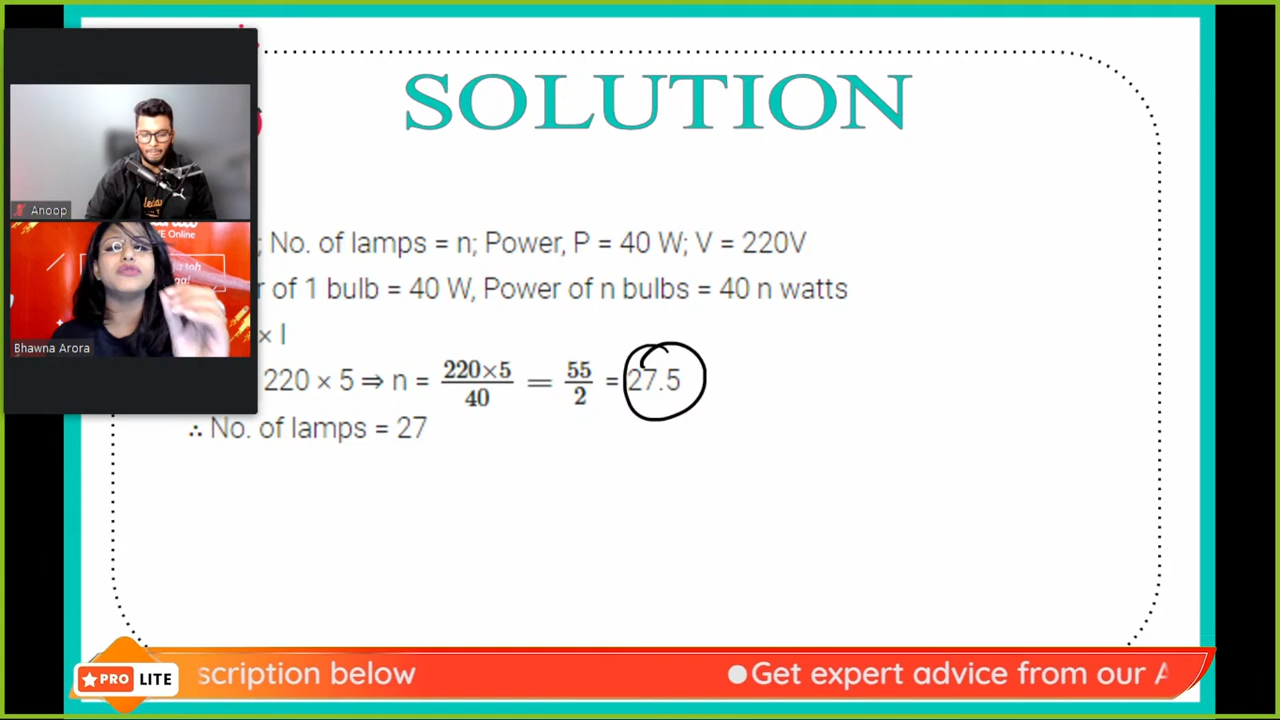 SOLUTION
Anoop
E Online
Bhawna Arora
; No. of lamps = n; Power, P = 40 W; V = 220V
r of 1 bulb = 40 W, Power of n bulbs = 40 n watts
× I
220 × 5 ⇒ n = 220×5/40 = 55/2 = 27.5
∴ No. of lamps = 27
PRO LITE
scription below
Get expert advice from our A